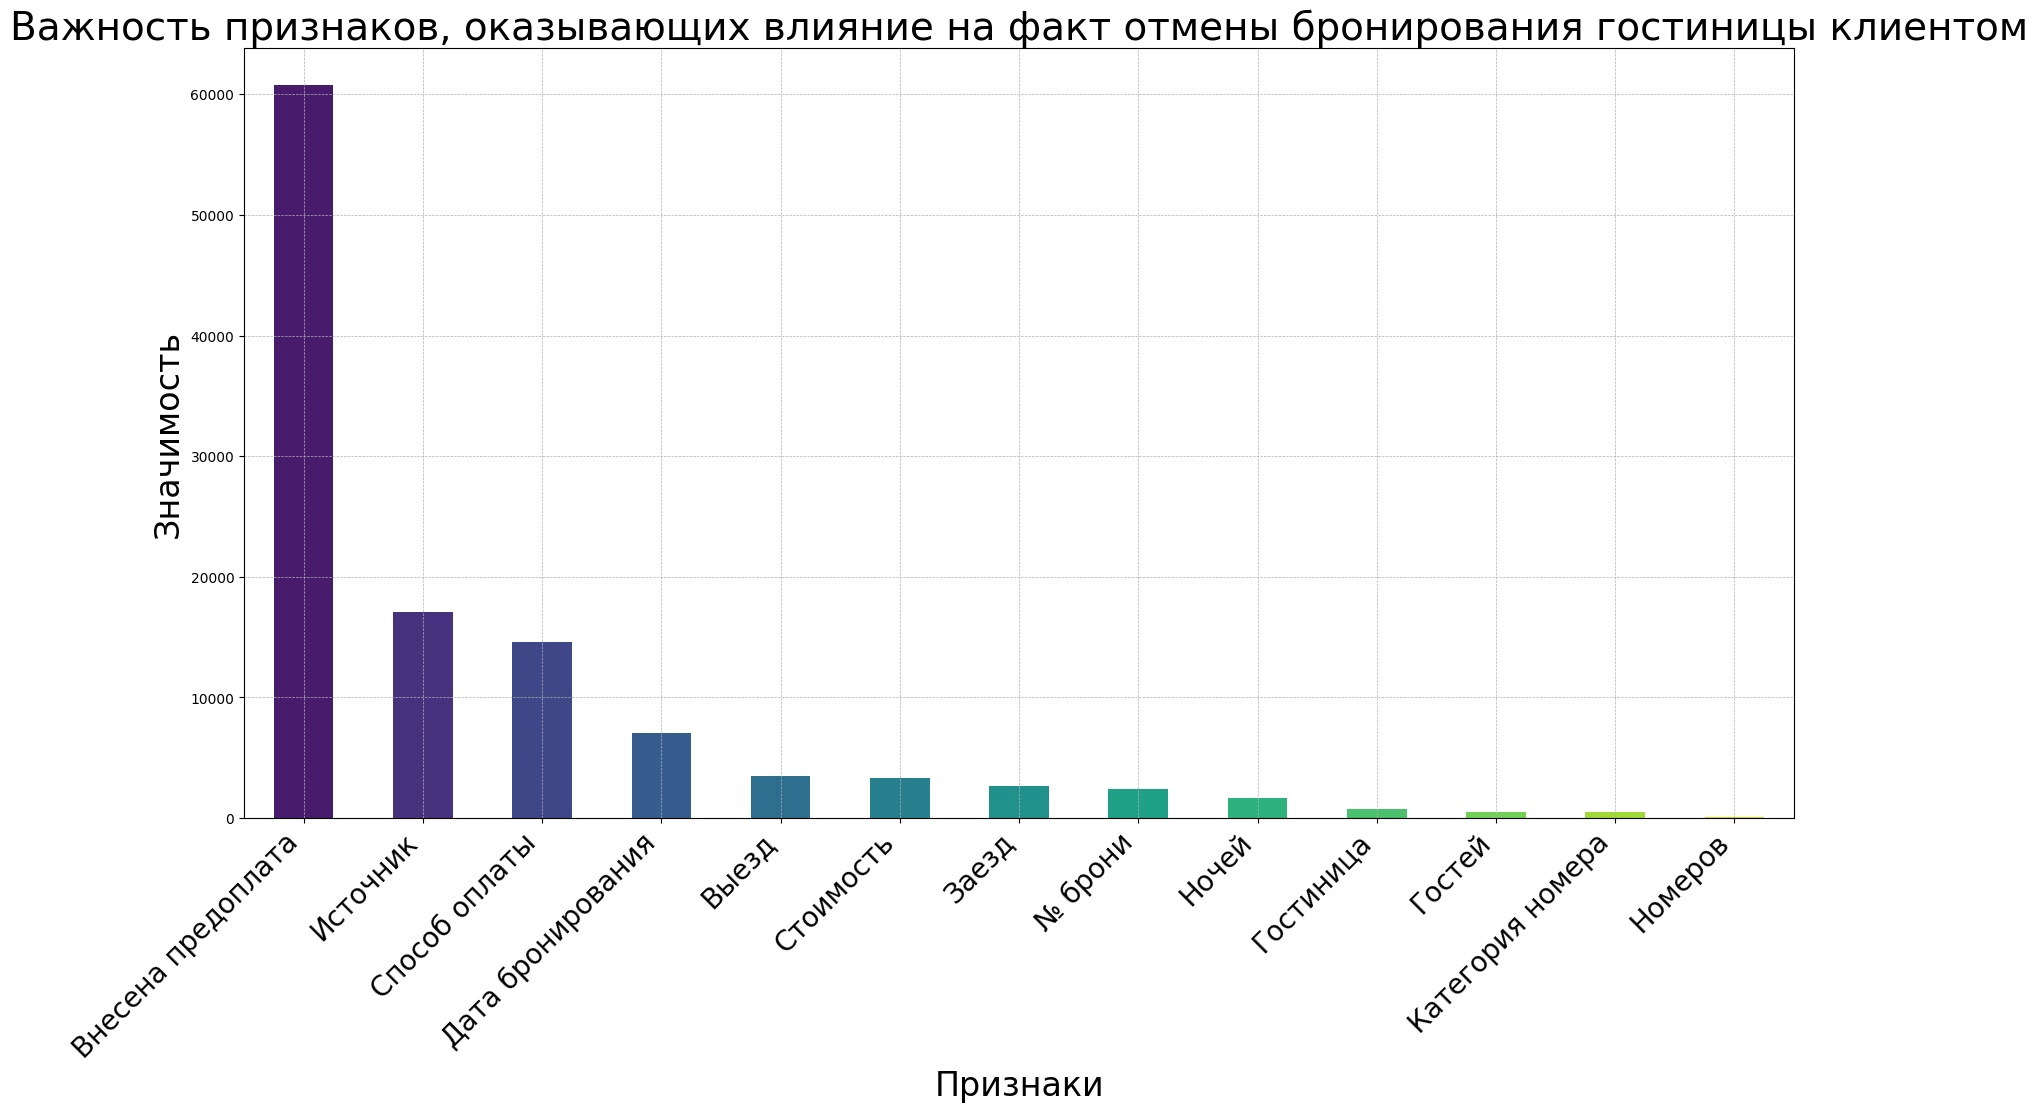 Важность признаков, оказывающих влияние на факт отмены бронирования гостиницы клиентом
60000
50000
40000
30000
20000
10000
0
Значимость
Внесена предоплата
Источник
Способ оплаты
Дата бронирования
Выезд
Стоимость
Заезд
№ брони
Ночей
Гостиница
Гостей
Категория номера
Номеров
Признаки